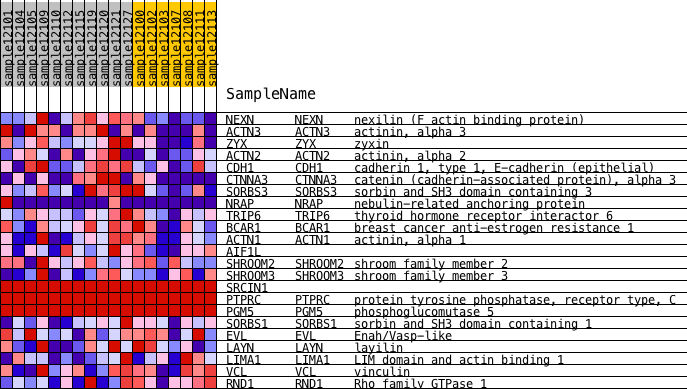 sample12101
sample12104
sample12105
sample12109
sample12110
sample12112
sample12115
sample12119
sample12120
sample12121
sample12127
sample12100
sample12102
sample12103
sample12107
sample12108
sample12111
sample12113
SampleName
NEXN NEXN nexilin (F actin binding protein)
ACTN3 ACTN3 actinin, alpha 3
ZYX ZYX zyxin
ACTN2 ACTN2 actinin, alpha 2
CDH1 CDH1 cadherin 1, type 1, E-cadherin (epithelial)
CTNNA3 CTNNA3 catenin (cadherin-associated protein), alpha 3
SORBS3 SORBS3 sorbin and SH3 domain containing 3
NRAP NRAP nebulin-related anchoring protein
TRIP6 TRIP6 thyroid hormone receptor interactor 6
BCAR1 BCAR1 breast cancer anti-estrogen resistance 1
ACTN1 ACTN1 actinin, alpha 1
AIF1L
SHROOM2 SHROOM2 shroom family member 2
SHROOM3 SHROOM3 shroom family member 3
SRCIN1
PTPRC PTPRC protein tyrosine phosphatase, receptor type, C
PGM5 PGM5 phosphoglucomutase 5
SORBS1 SORBS1 sorbin and SH3 domain containing 1
EVL EVL Enah/Vasp-like
LAYN LAYN layilin
LIMA1 LIMA1 LIM domain and actin binding 1
VCL VCL vinculin
RND1 RND1 Rho family GTPase 1